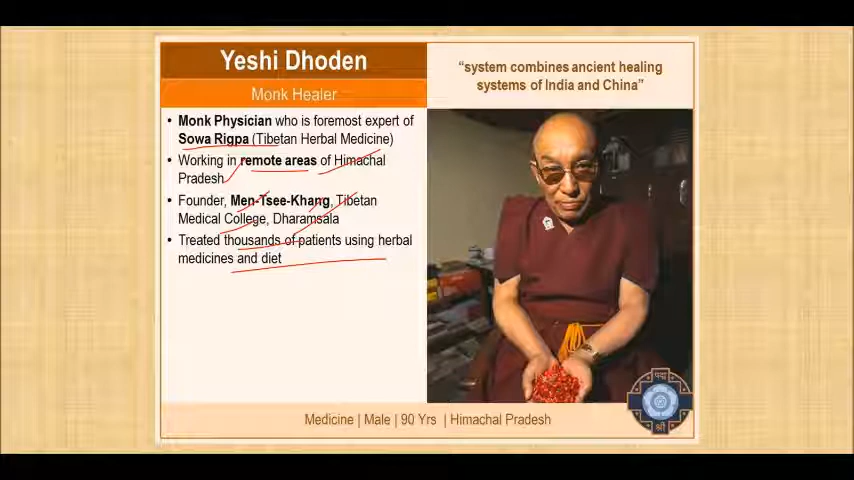 Yeshi Dhoden
Monk Healer
“system combines ancient healing
systems of India and China”
• Monk Physician who is foremost expert of
Sowa Rigpa (Tibetan Herbal Medicine)
• Working in remote areas of Himachal
Pradesh
• Founder, Men-Tsee-Khang, Tibetan
Medical College, Dharamsala
• Treated thousands of patients using herbal
medicines and diet
Medicine | Male | 90 Yrs | Himachal Pradesh
पद्म
श्री